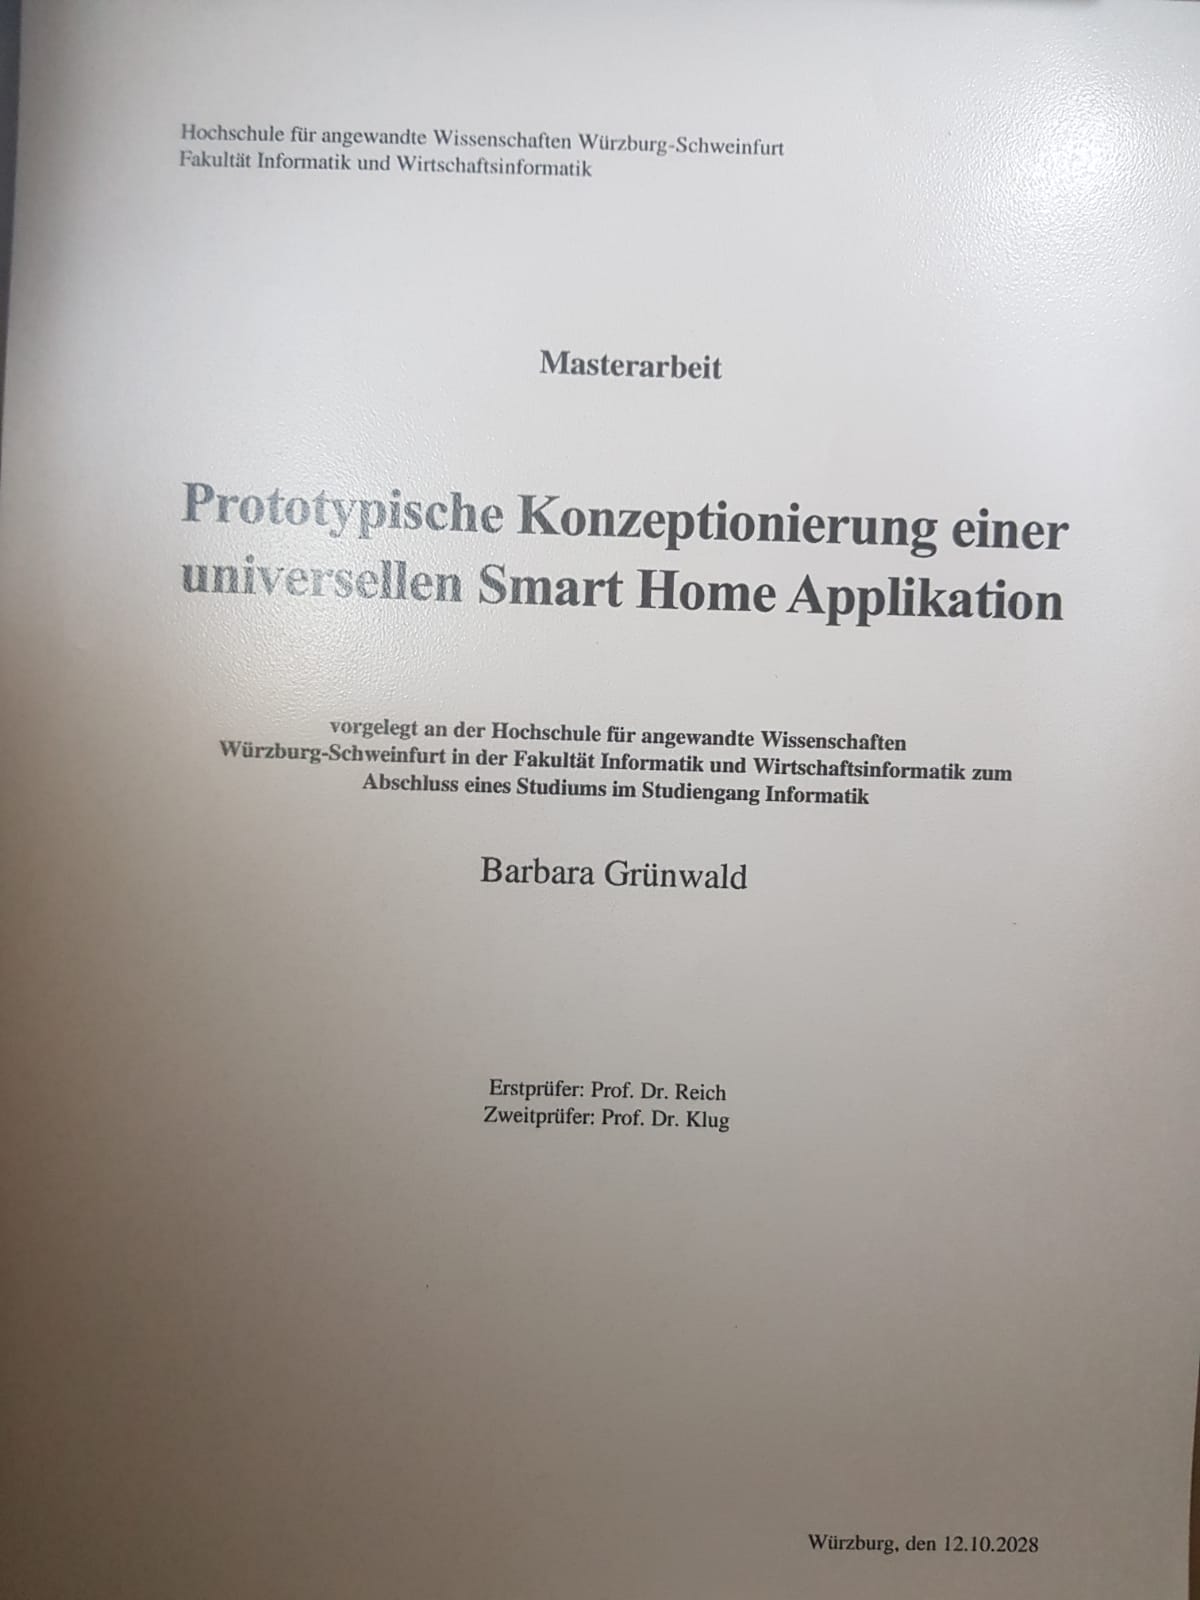 Hochschule für angewandte Wissenschaften Würzburg-Schweinfurt
Fakultät Informatik und Wirtschaftsinformatik
Masterarbeit
Prototypische Konzeptionierung einer
universellen Smart Home Applikation
vorgelegt an der Hochschule für angewandte Wissenschaften
Würzburg-Schweinfurt in der Fakultät Informatik und Wirtschaftsinformatik zum
Abschluss eines Studiums im Studiengang Informatik
Barbara Grünwald
Erstprüfer: Prof. Dr. Reich
Zweitprüfer: Prof. Dr. Klug
Würzburg, den 12.10.2028